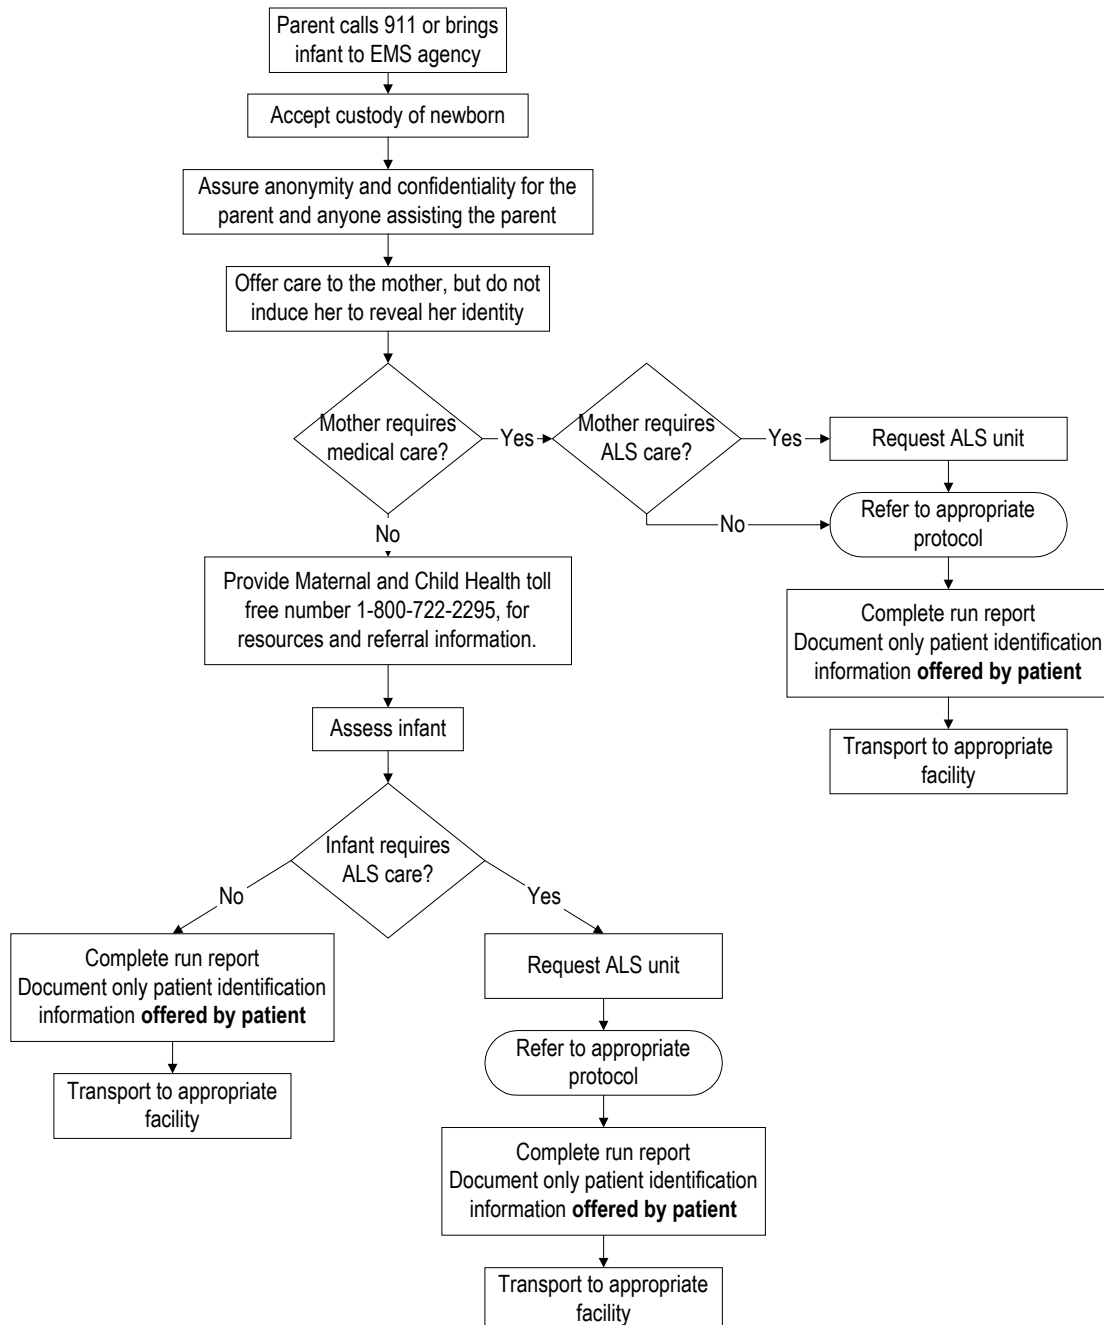 Parent calls 911 or brings
infant to EMS agency
Accept custody of newborn
Assure anonymity and confidentiality for the
parent and anyone assisting the parent
Offer care to the mother, but do not
induce her to reveal her identity
Mother requires
medical care?
Yes
Mother requires
ALS care?
Yes
Request ALS unit
No
Refer to appropriate
protocol
Complete run report
Document only patient identification
information offered by patient
Transport to appropriate
facility
No
Provide Maternal and Child Health toll
free number 1-800-722-2295, for
resources and referral information.
Assess infant
Infant requires
ALS care?
No
Complete run report
Document only patient identification
information offered by patient
Transport to appropriate
facility
Yes
Request ALS unit
Refer to appropriate
protocol
Complete run report
Document only patient identification
information offered by patient
Transport to appropriate
facility